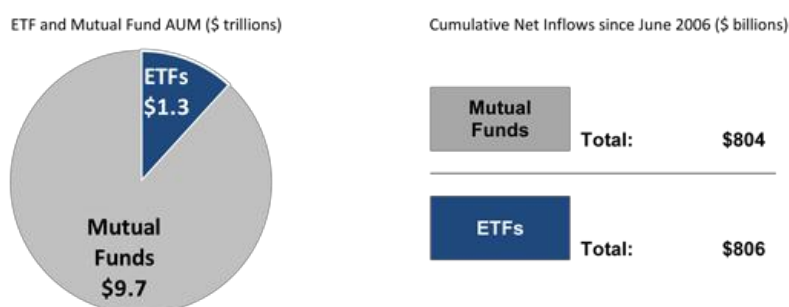 ETF and Mutual Fund AUM ($ trillions)
ETFs
$1.3
Mutual
Funds
$9.7
Cumulative Net Inflows since June 2006 ($ billions)
Mutual
Funds
Total: $804
ETFs
Total: $806